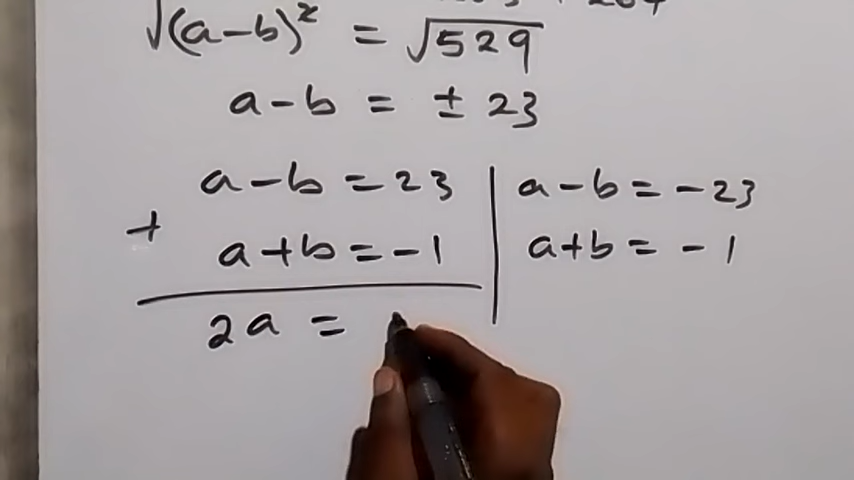 √(a-b)² = √529
a-b = ± 23
a-b = 23
+
a+b = -1
2a =
a-b = -23
a+b = -1